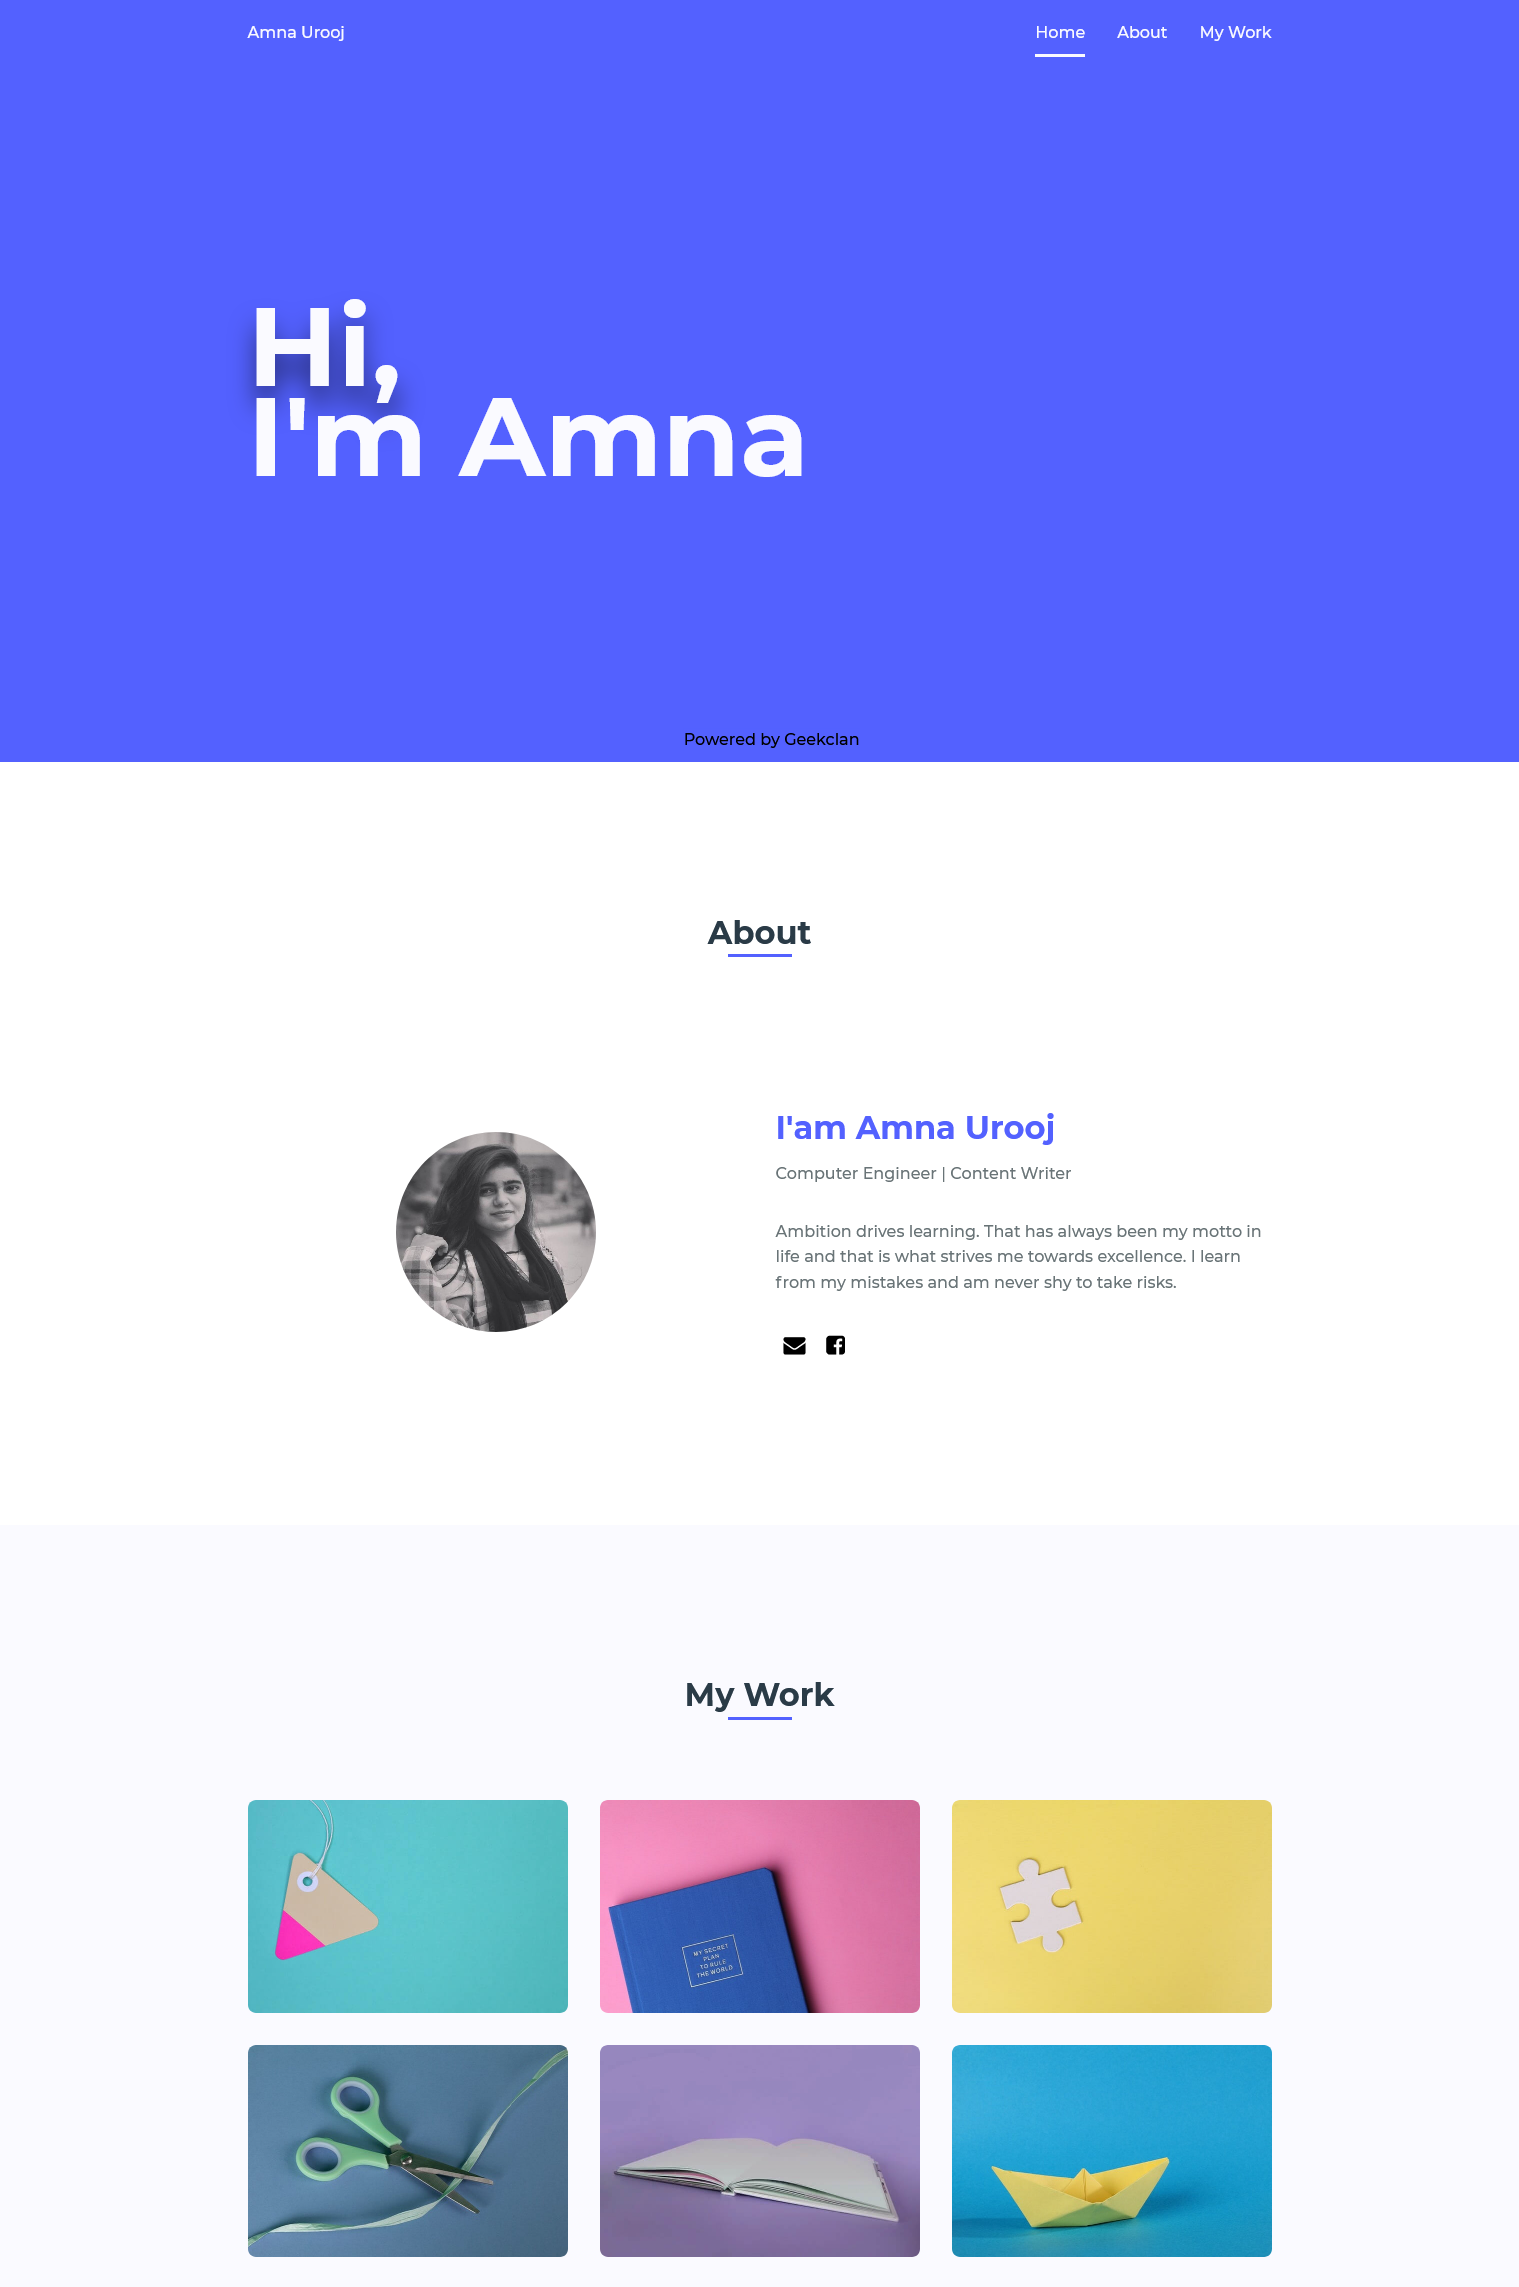 Amna Urooj
Home About My Work
Hi,
I'm Amna
Powered by Geekclan
About
I'am Amna Urooj
Computer Engineer | Content Writer
Ambition drives learning. That has always been my motto in
life and that is what strives me towards excellence. I learn
from my mistakes and am never shy to take risks.
My Work
MY SECRET
PLAN
TO RULE
THE WORLD